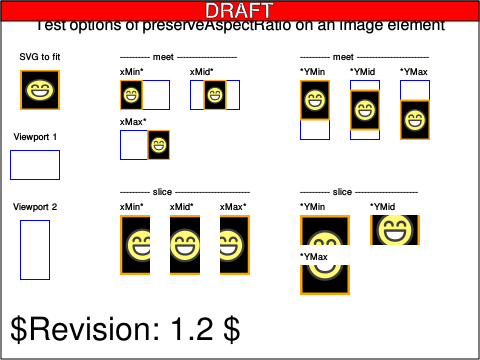 DRAFT
Test options of preserveAspectRatio on an image element
SVG to fit
---------- meet --------------------
---------- meet --------------------
xMin*
xMid*
*YMin
*YMid
*YMax
xMax*
Viewport 1
---------- slice -------------------------
---------- slice ---------------------
Viewport 2
xMin*
xMid*
xMax*
*YMin
*YMid
*YMax
$Revision: 1.2 $